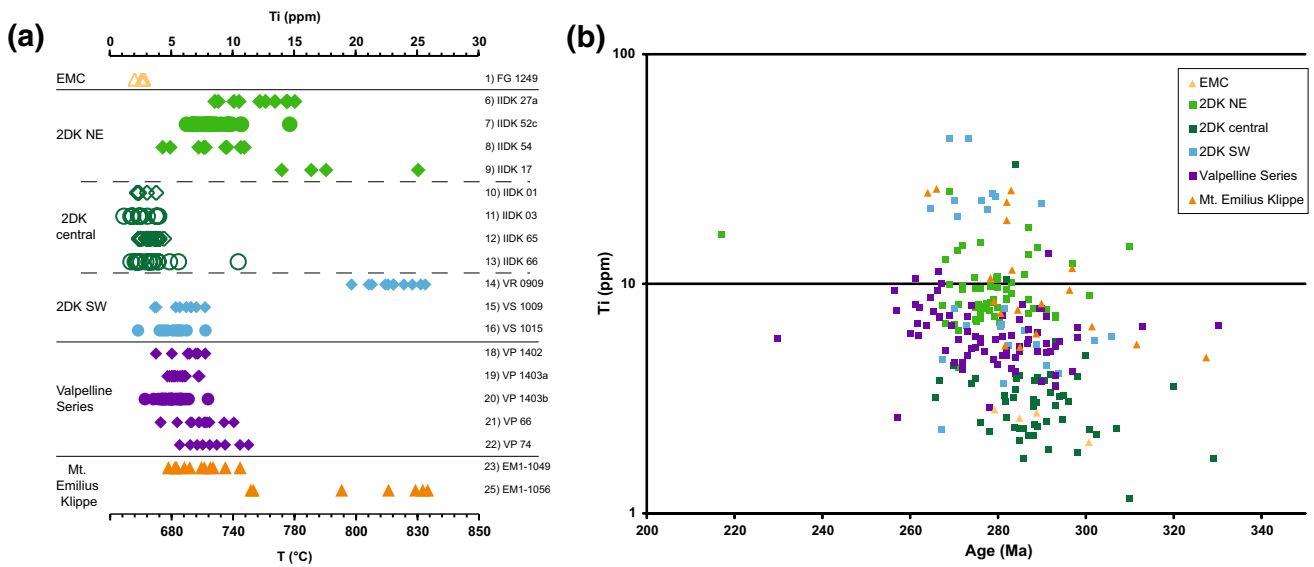 (a)
Ti (ppm)
0 5 10 15 20 25 30
EMC
1) FG 1249
6) IIDK 27a
2DK NE
7) IIDK 52c
8) IIDK 54
9) IIDK 17
10) IIDK 01
2DK
central
11) IIDK 03
12) IIDK 65
13) IIDK 66
14) VR 0909
2DK SW
15) VS 1009
16) VS 1015
18) VP 1402
Valpelline
Series
19) VP 1403a
20) VP 1403b
21) VP 66
22) VP 74
Mt.
Emilius
Klippe
23) EM1-1049
25) EM1-1056
680 740 780 800 820 850
T (°C)
(b)
Ti (ppm)
100
10
1
200 220 240 260 280 300 320 340
Age (Ma)
EMC
2DK NE
2DK central
2DK SW
Valpelline Series
Mt. Emilius Klippe